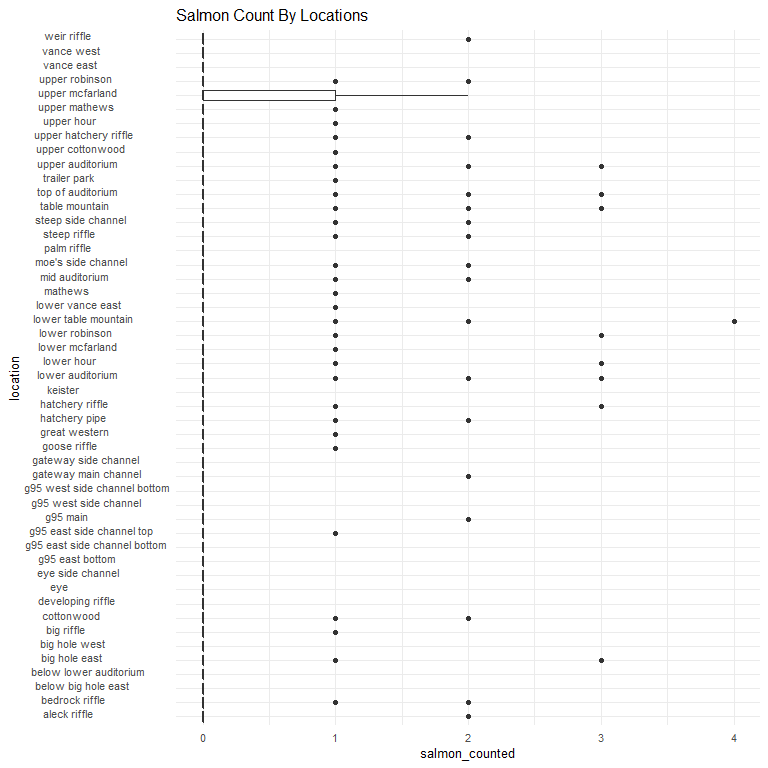 Salmon Count By Locations
weir riffle
vance west
vance east
upper robinson
upper mcfarland
upper mathews
upper hour
upper hatchery riffle
upper cottonwood
upper auditorium
trailer park
top of auditorium
table mountain
steep side channel
steep riffle
palm riffle
moe's side channel
mid auditorium
mathews
lower vance east
lower table mountain
lower robinson
lower mcfarland
lower hour
lower auditorium
keister
hatchery riffle
hatchery pipe
great western
goose riffle
gateway side channel
gateway main channel
g95 west side channel bottom
g95 west side channel
g95 main
g95 east side channel top
g95 east side channel bottom
g95 east bottom
eye side channel
eye
developing riffle
cottonwood
big riffle
big hole west
big hole east
below lower auditorium
below big hole east
bedrock riffle
aleck riffle
location
0 1 2 3 4
salmon_counted